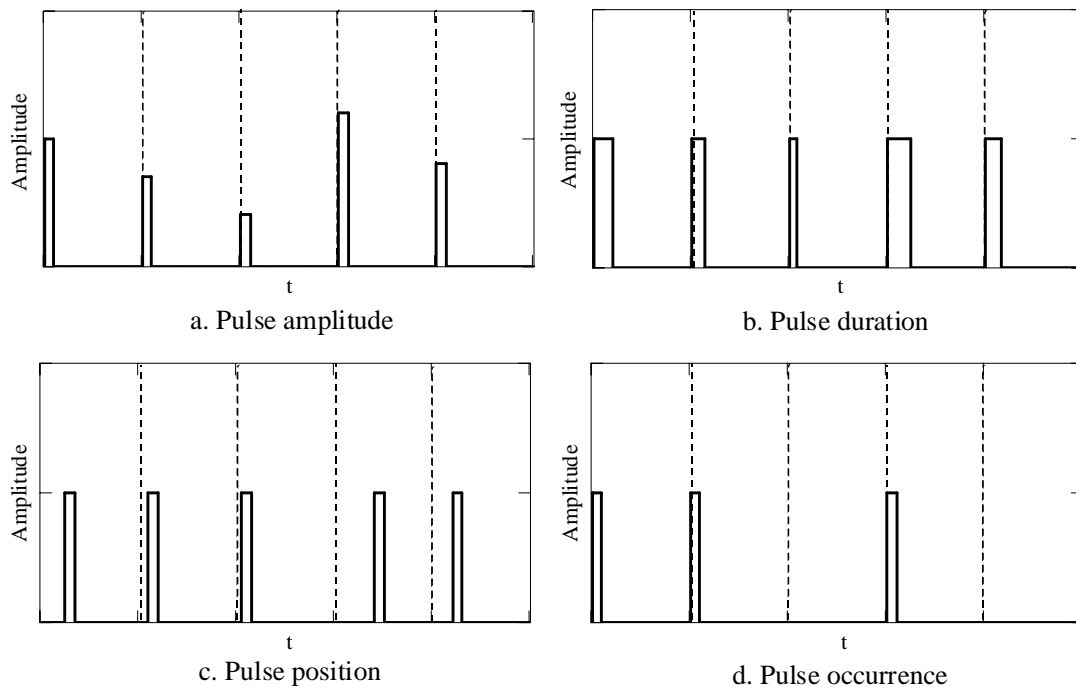 Amplitude
t
a. Pulse amplitude
Amplitude
t
b. Pulse duration
Amplitude
t
c. Pulse position
Amplitude
t
d. Pulse occurrence